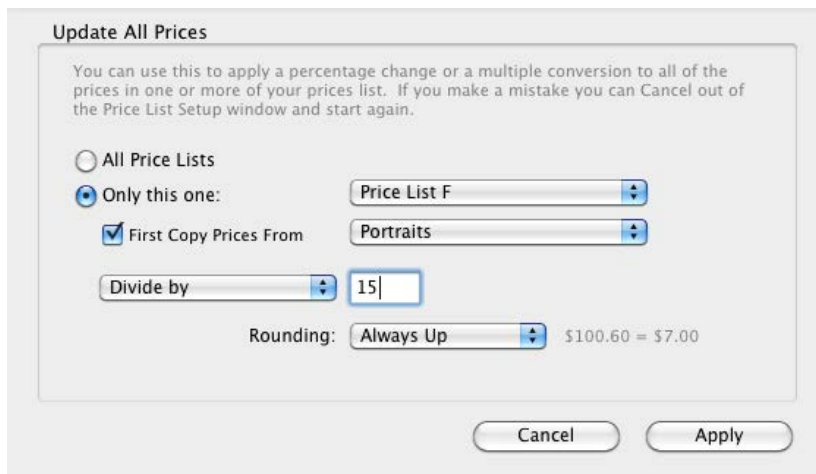 Update All Prices
You can use this to apply a percentage change or a multiple conversion to all of the
prices in one or more of your prices list. If you make a mistake you can Cancel out of
the Price List Setup window and start again.
All Price Lists
Only this one: Price List F
First Copy Prices From Portraits
Divide by 15
Rounding: Always Up $100.60 = $7.00
Cancel Apply